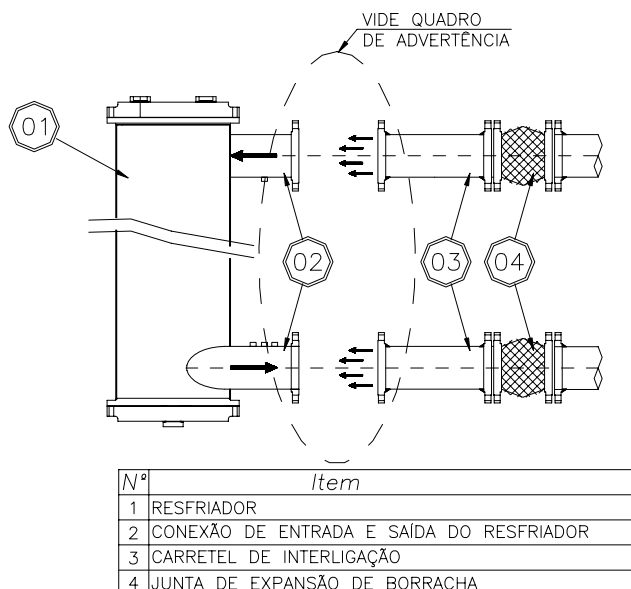 VIDE QUADRO
DE ADVERTÊNCIA
01
02
03
04
Nº Item
1 RESFRIADOR
2 CONEXÃO DE ENTRADA E SAÍDA DO RESFRIADOR
3 CARRETEL DE INTERLIGAÇÃO
4 JUNTA DE EXPANSÃO DE BORRACHA